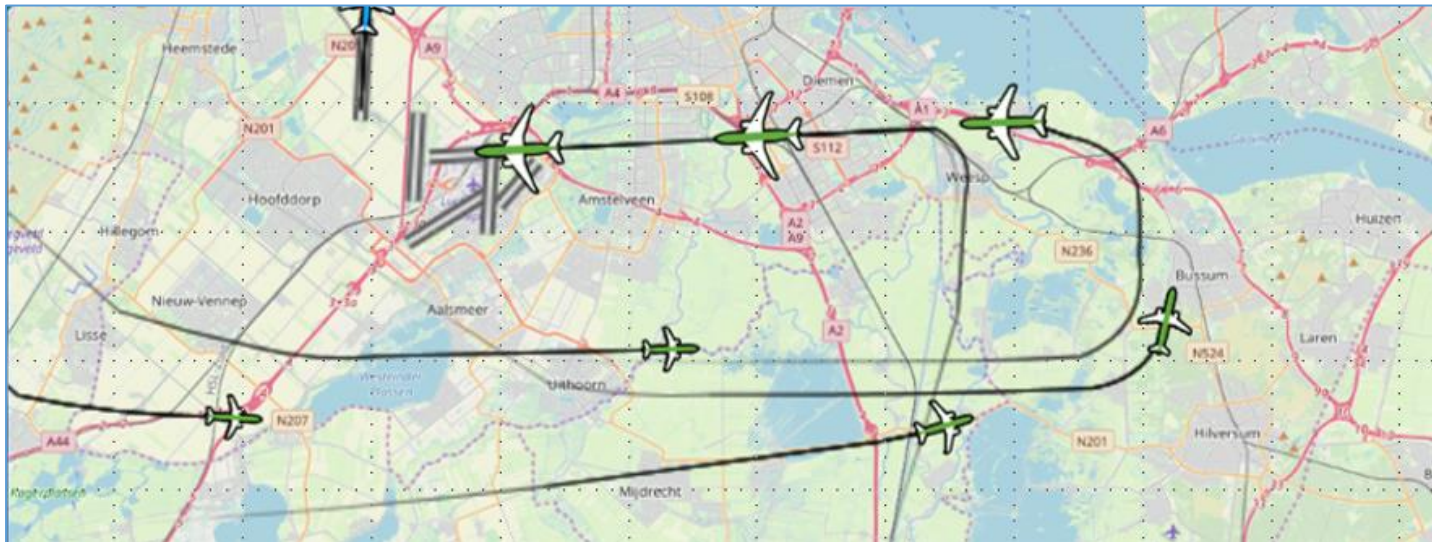 Heemstede
N20
A9
Diemen
A4
S108
A1
A6
N201
S112
Weesp
Hoofddorp
Amstelveen
A2
A9
Huizen
Hillegom
N236
Bussum
Nieuw-Vennep
Aalsmeer
Lisse
A2
Laren
N524
Uithoorn
N207
A44
N201
Hilversum
Mijdrecht